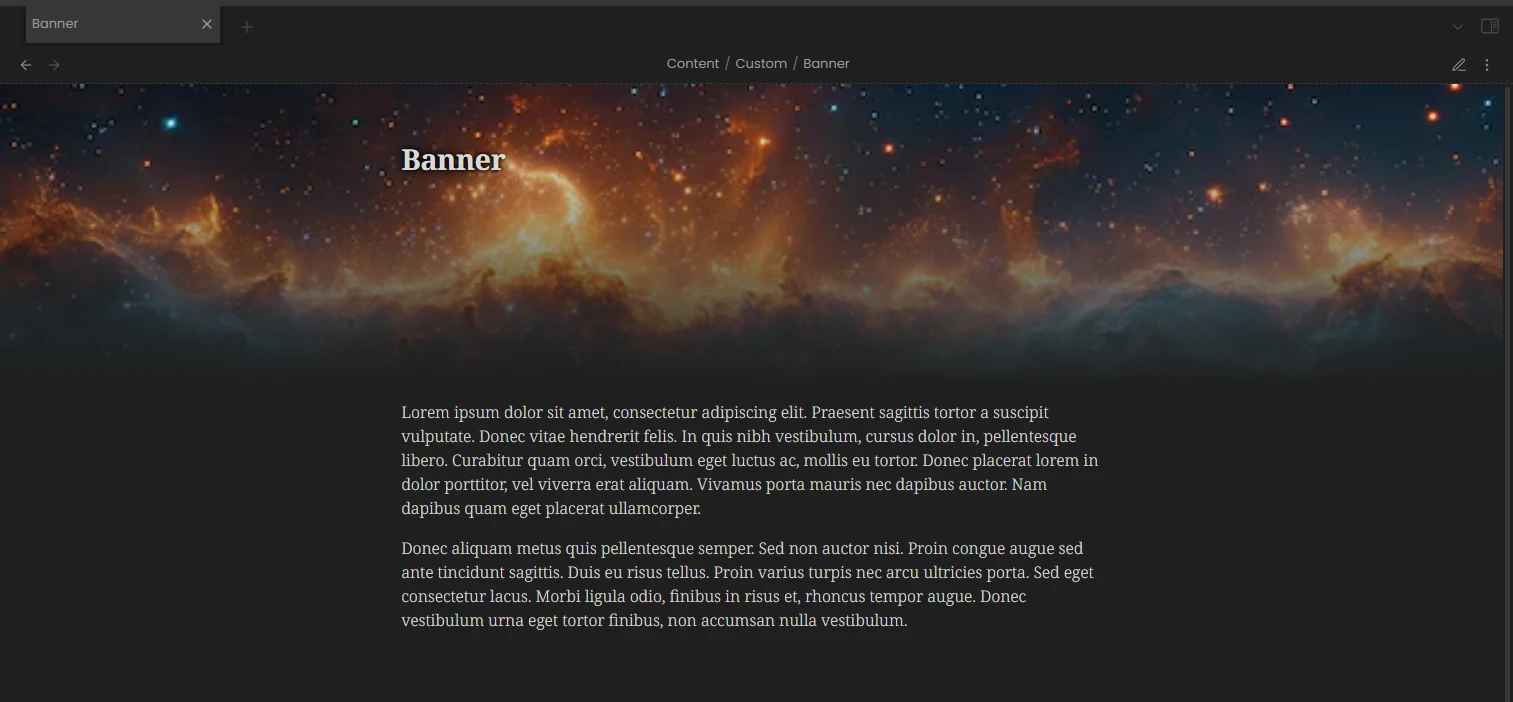 Banner
Content / Custom / Banner
Banner
Lorem ipsum dolor sit amet, consectetur adipiscing elit. Praesent sagittis tortor a suscipit
vulputate. Donec vitae hendrerit felis. In quis nibh vestibulum, cursus dolor in, pellentesque
libero. Curabitur quam orci, vestibulum eget luctus ac, mollis eu tortor. Donec placerat lorem in
dolor porttitor, vel viverra erat aliquam. Vivamus porta mauris nec dapibus auctor. Nam
dapibus quam eget placerat ullamcorper.
Donec aliquam metus quis pellentesque semper. Sed non auctor nisi. Proin congue augue sed
ante tincidunt sagittis. Duis eu risus tellus. Proin varius turpis nec arcu ultricies porta. Sed eget
consectetur lacus. Morbi ligula odio, finibus in risus et, rhoncus tempor augue. Donec
vestibulum urna eget tortor finibus, non accumsan nulla vestibulum.